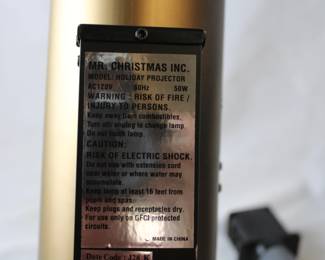 MR. CHRISTMAS INC.
MODEL: HOLIDAY PROJECTOR
AC120V 60Hz 50W
WARNING: RISK OF FIRE /
INJURY TO PERSONS.
Keep away from combustibles.
Turn off/ unplug to change lamp.
Do not touch lamp.
CAUTION:
RISK OF ELECTRIC SHOCK.
Do not use with extension cord
near water or where water may
accumulate.
Keep lamp at least 16 feet from
pools and spas.
Keep plugs and receptacles dry.
For use only on GFCI protected
circuits.
MADE IN CHINA
Date Code: